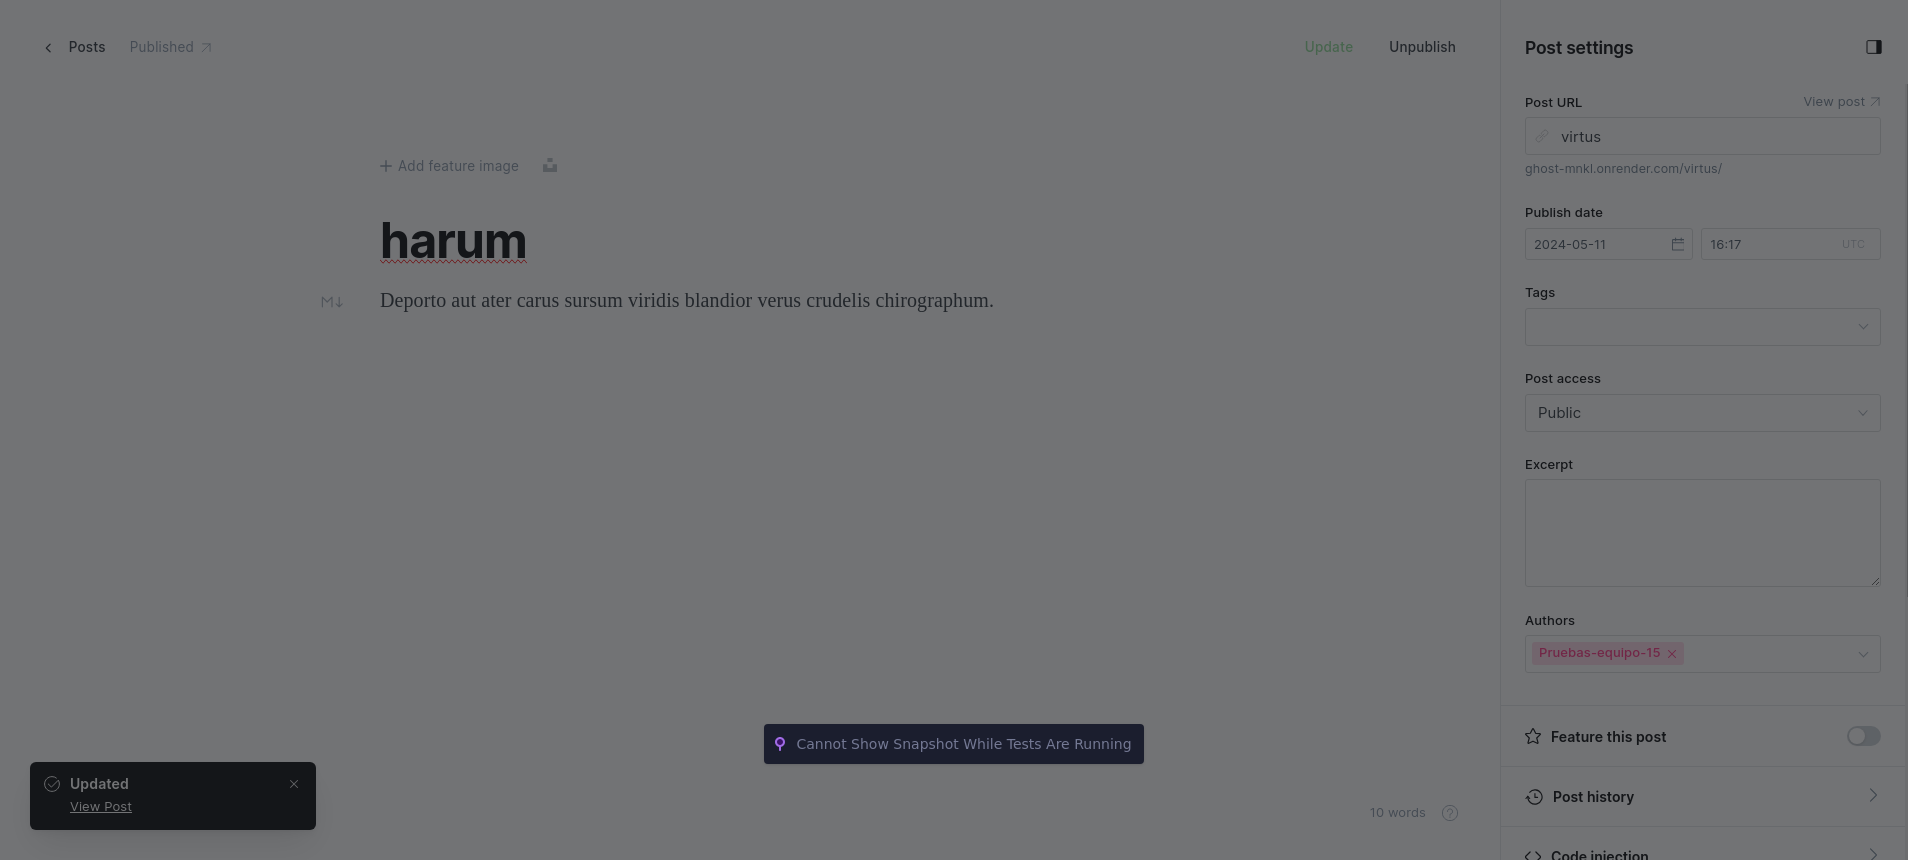 Posts
Published
Update
Unpublish
Add feature image
harum
Deporto aut ater carus sursum viridis blandior verus crudelis chirographum.
M
10 words
?
Updated
View Post
Cannot Show Snapshot While Tests Are Running
Post settings
Post URL
View post
virtus
ghost-mnkl.onrender.com/virtus/
Publish date
2024-05-11
16:17
UTC
Tags
Post access
Public
Excerpt
Authors
Pruebas-equipo-15
Feature this post
Post history
Code injection